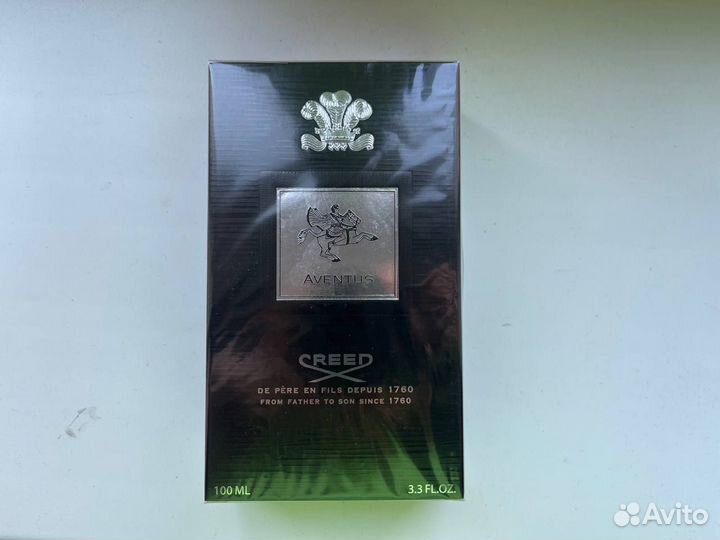 AVENTUS
CREED
DE PÈRE EN FILS DEPUIS 1760
FROM FATHER TO SON SINCE 1760
100 ML 3.3 FL.OZ.
Avito